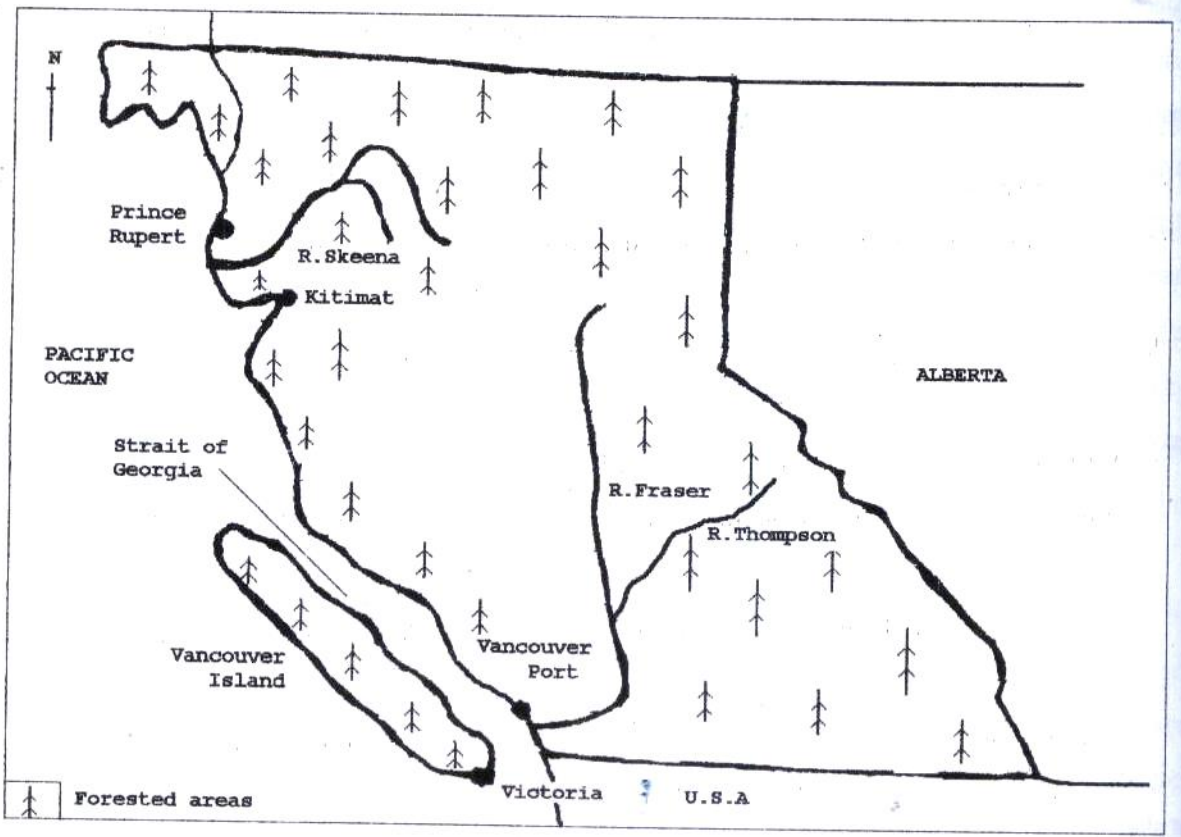 N
Prince
Rupert
R.Skeena
Kitimat
PACIFIC
OCEAN
ALBERTA
Strait of
Georgia
R.Fraser
R.Thompson
Vancouver
Island
Vancouver
Port
Victoria
U.S.A
Forested areas